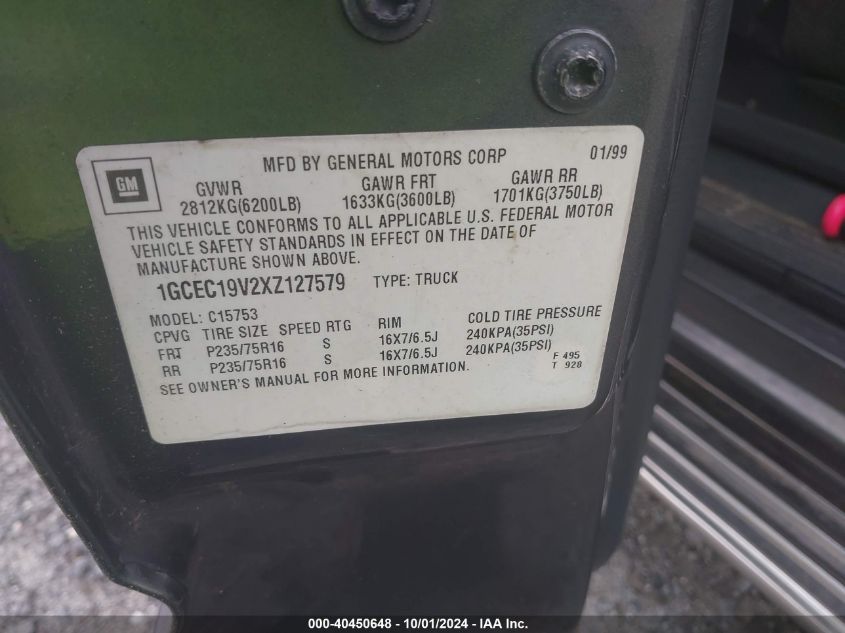 MFD BY GENERAL MOTORS CORP 01/99
GM
GVWR GAWR FRT GAWR RR
2812KG(6200LB) 1633KG(3600LB) 1701KG(3750LB)
THIS VEHICLE CONFORMS TO ALL APPLICABLE U.S. FEDERAL MOTOR
VEHICLE SAFETY STANDARDS IN EFFECT ON THE DATE OF
MANUFACTURE SHOWN ABOVE.
1GCEC19V2XZ127579 TYPE: TRUCK
MODEL: C15753
CPVG TIRE SIZE SPEED RTG RIM COLD TIRE PRESSURE
FRT P235/75R16 S 16X7/6.5J 240KPA(35PSI)
RR P235/75R16 S 16X7/6.5J 240KPA(35PSI)
SEE OWNER'S MANUAL FOR MORE INFORMATION.
F 495
T 928
000-40450648 - 10/01/2024 - IAA Inc.